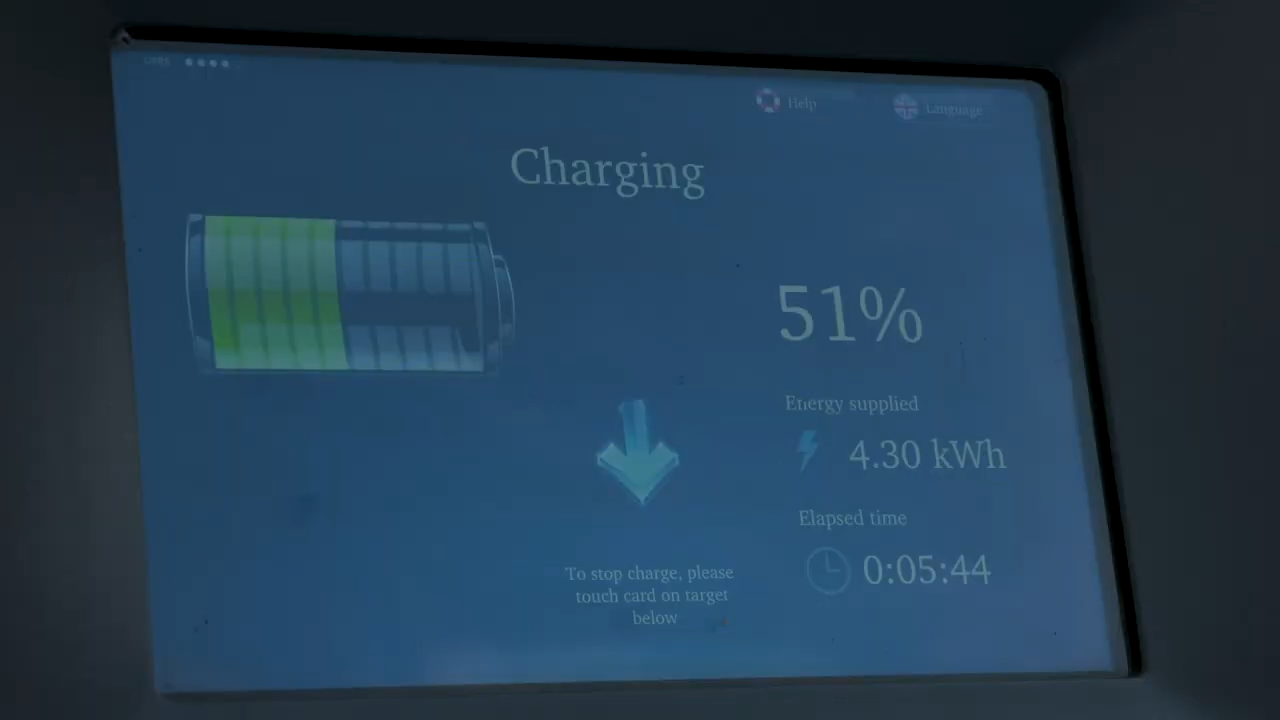 Help
Language
Charging
51%
Energy supplied
4.30 kWh
Elapsed time
0:05:44
To stop charge, please
touch card on target
below